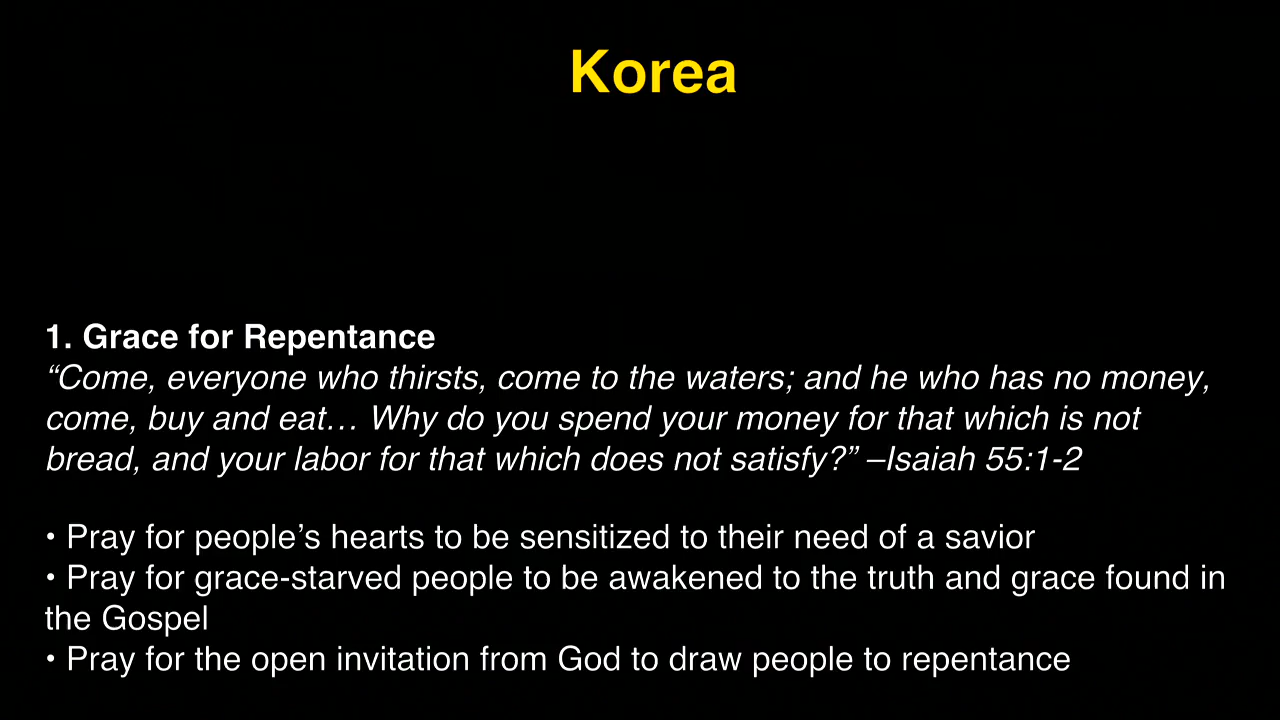 Korea
1. Grace for Repentance
“Come, everyone who thirsts, come to the waters; and he who has no money,
come, buy and eat… Why do you spend your money for that which is not
bread, and your labor for that which does not satisfy?” –Isaiah 55:1-2
• Pray for people’s hearts to be sensitized to their need of a savior
• Pray for grace-starved people to be awakened to the truth and grace found in
the Gospel
• Pray for the open invitation from God to draw people to repentance